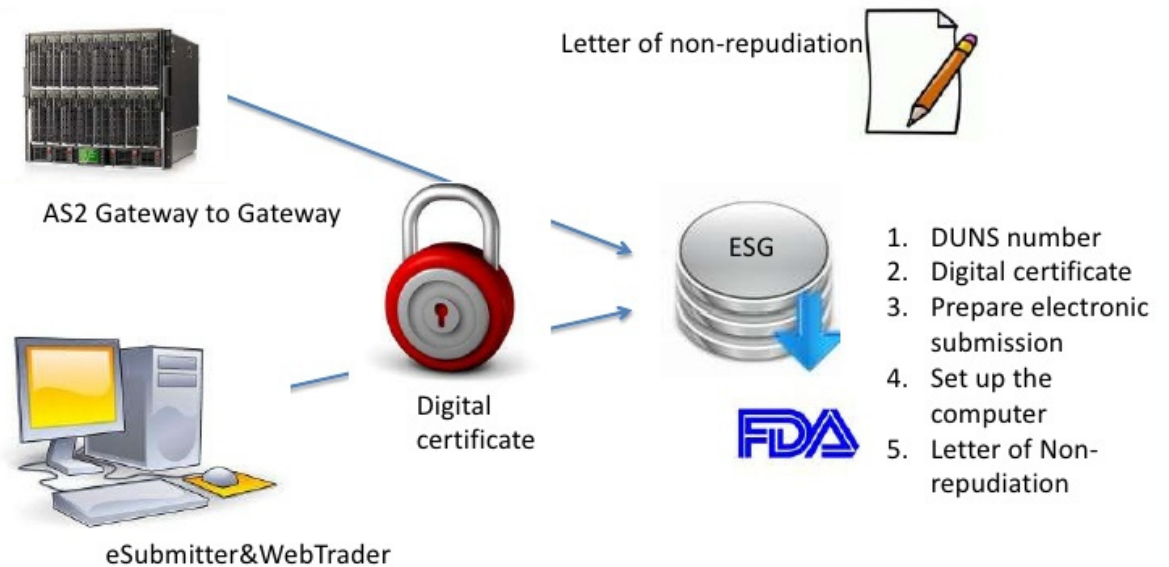 Letter of non-repudiation
AS2 Gateway to Gateway
ESG
Digital
certificate
FDA
1. DUNS number
2. Digital certificate
3. Prepare electronic
submission
4. Set up the
computer
5. Letter of Non-
repudiation
eSubmitter&WebTrader